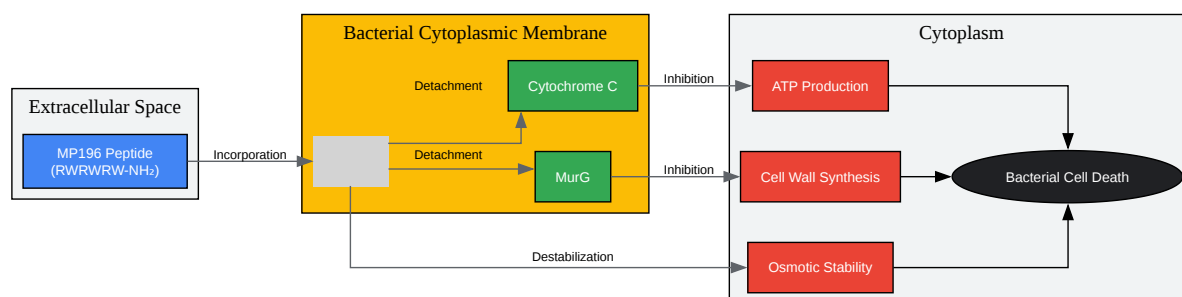 Bacterial Cytoplasmic Membrane
Cytoplasm
Extracellular Space
MP196 Peptide
(RWRWRW-NH₂)
Incorporation
Detachment
Cytochrome C
Inhibition
ATP Production
Detachment
MurG
Inhibition
Cell Wall Synthesis
Bacterial Cell Death
Destabilization
Osmotic Stability